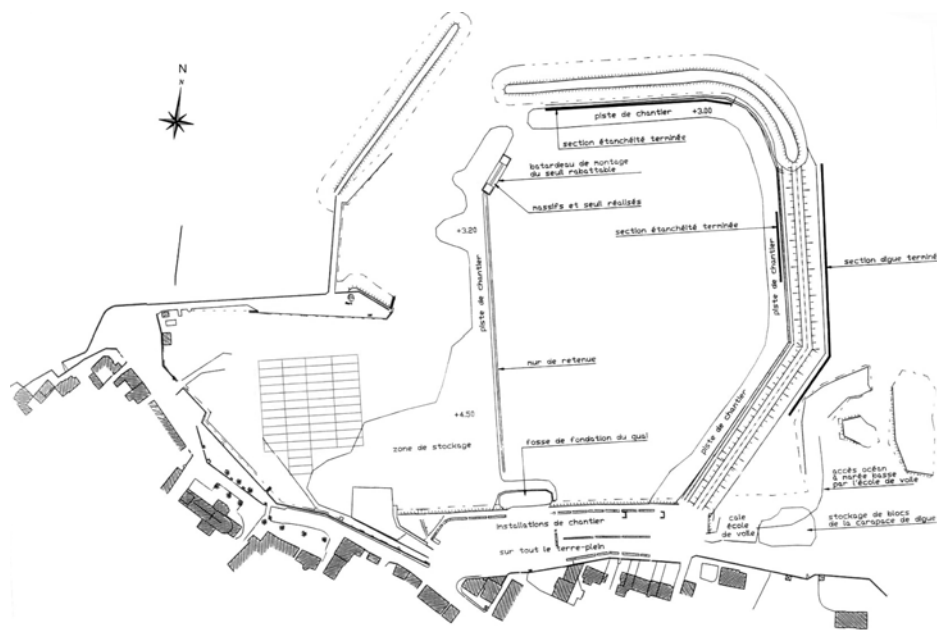 N
piste de chantier
+3.00
section étanchéité terminée
batardeau de montage
du seuil rabattable
massifs et seuil réalisés
+3.20
section étanchéité terminée
piste de chantier
piste de chantier
section digue terminé
mur de retenue
piste de chantier
+4.50
zone de stockage
fosse de fondation du quai
accès océan
à marée basse
par l'école de voile
installations de chantier
sur tout le terre-plein
cale
école
de voile
stockage de blocs
de la carapace de digue